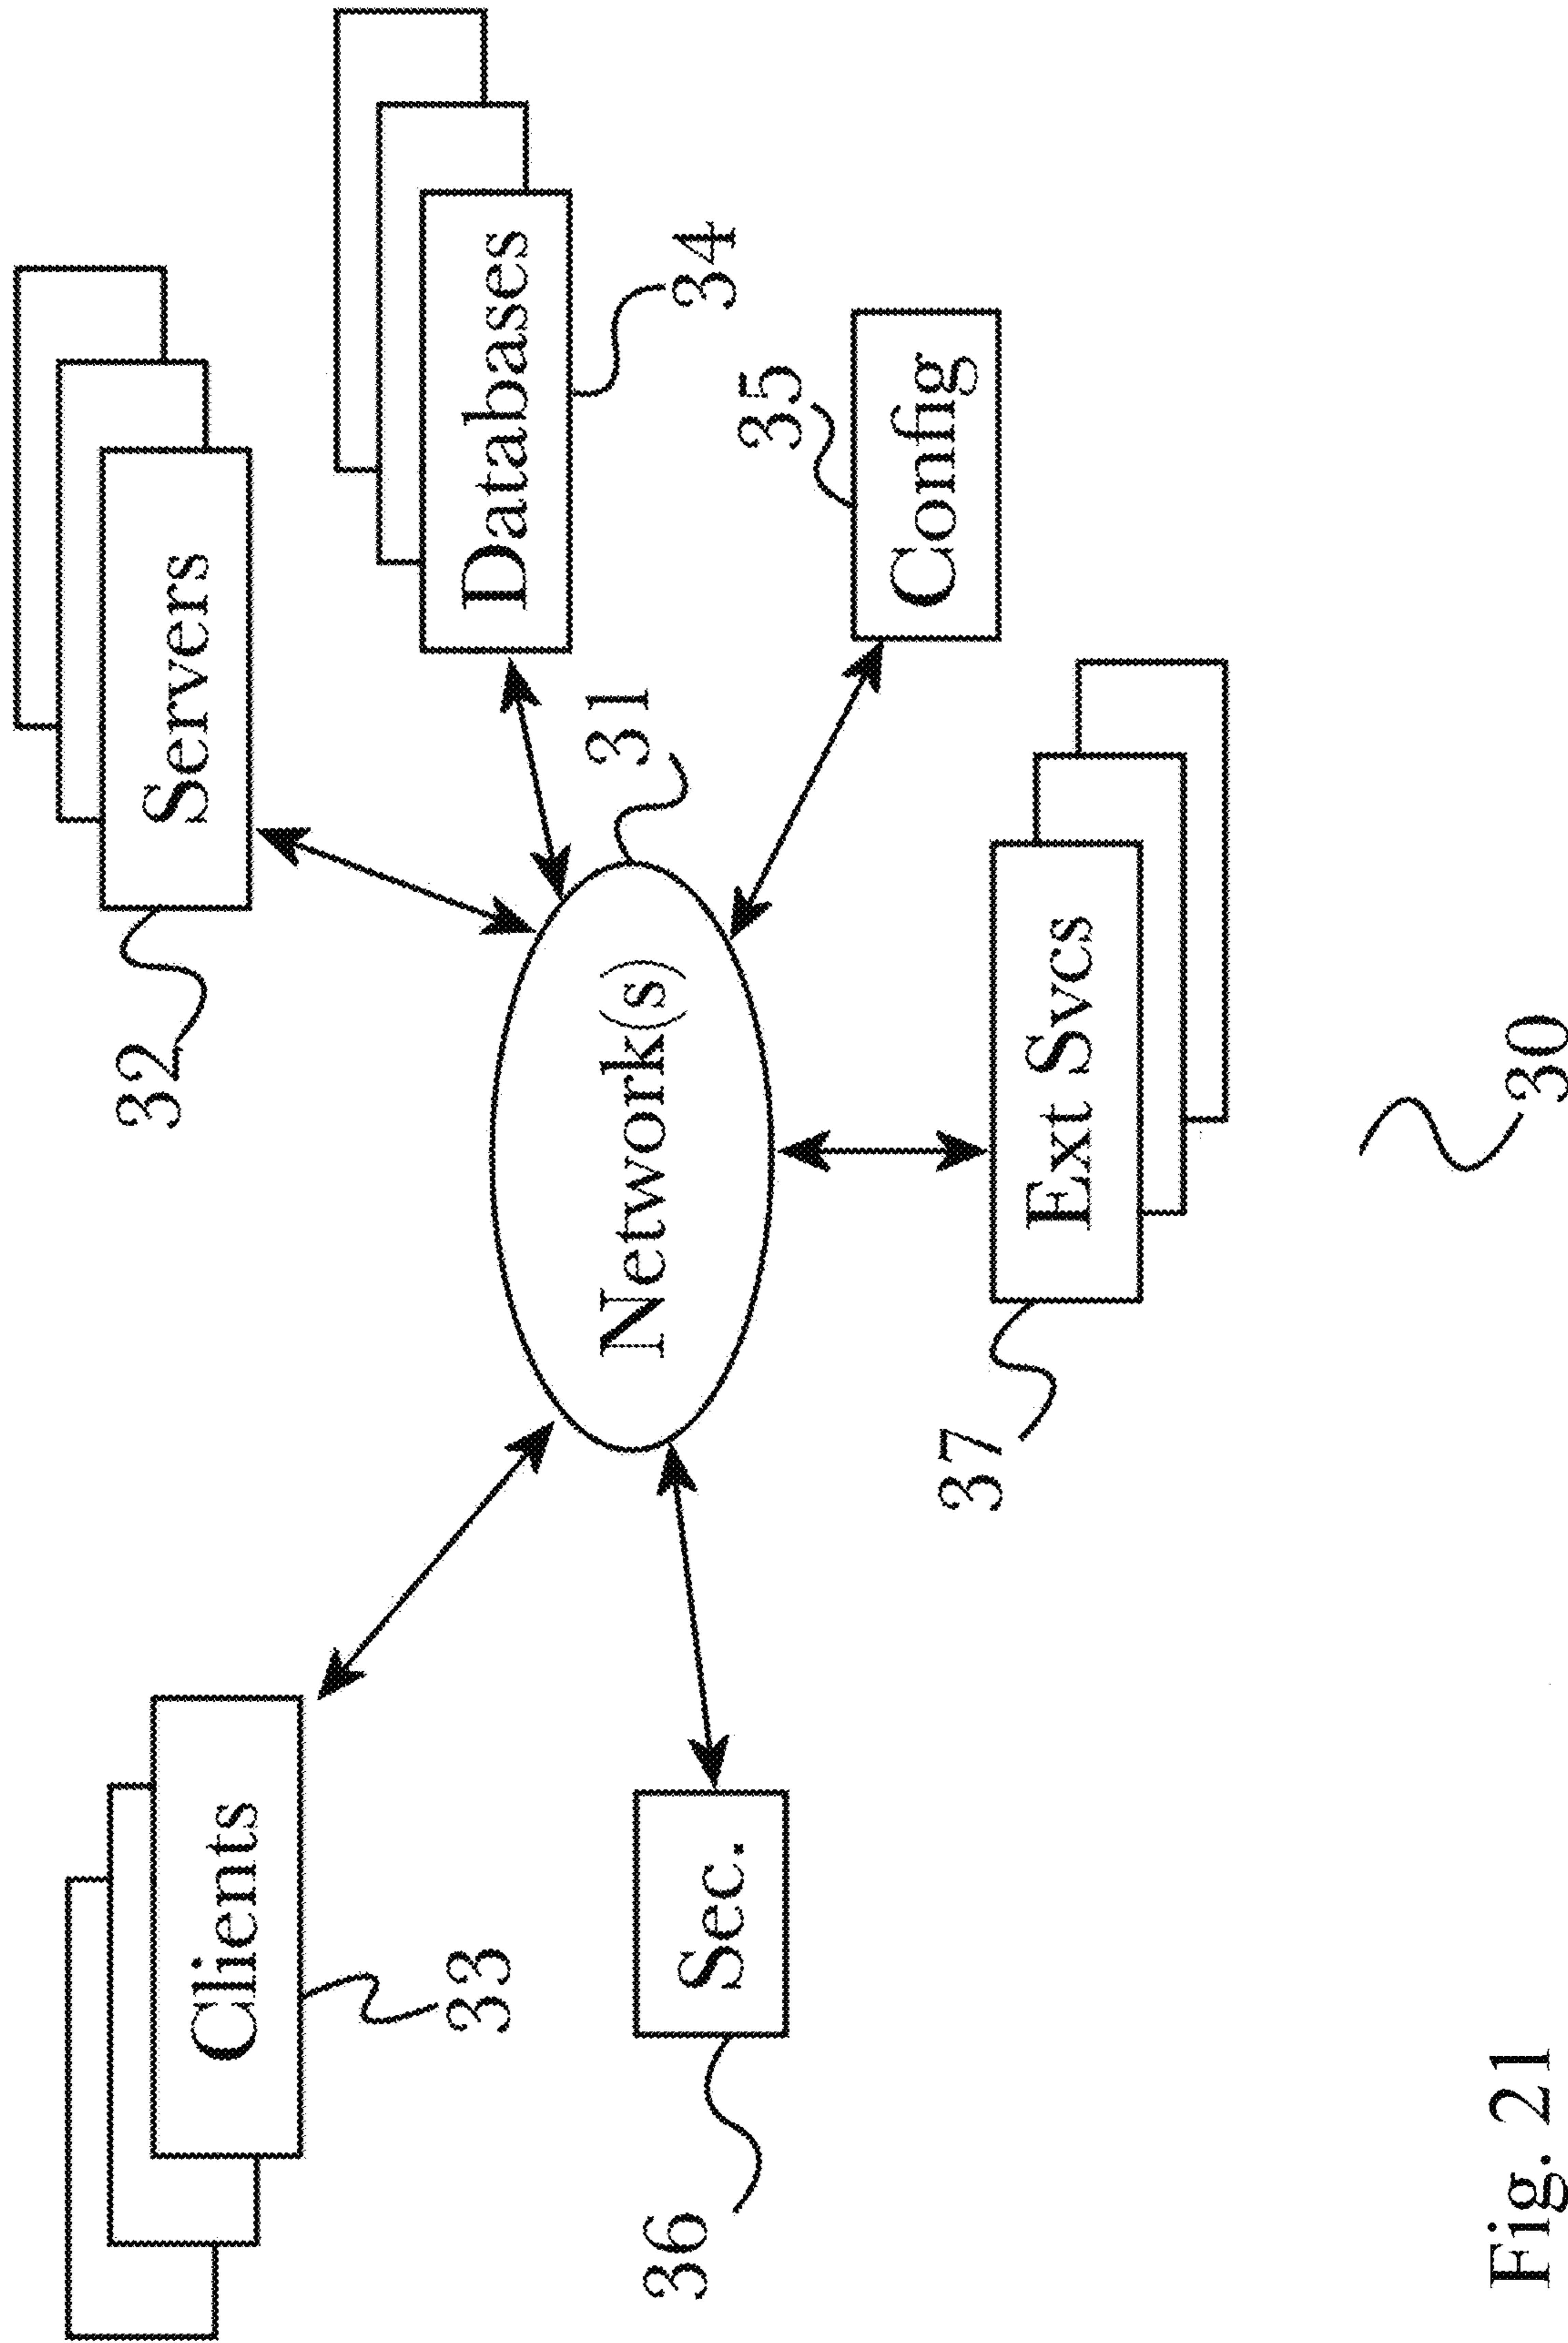 32
Servers
Clients
Databases
33
34
31
Network(s)
36
Sec.
35
Config
37
Ext Svcs
30
Fig. 21